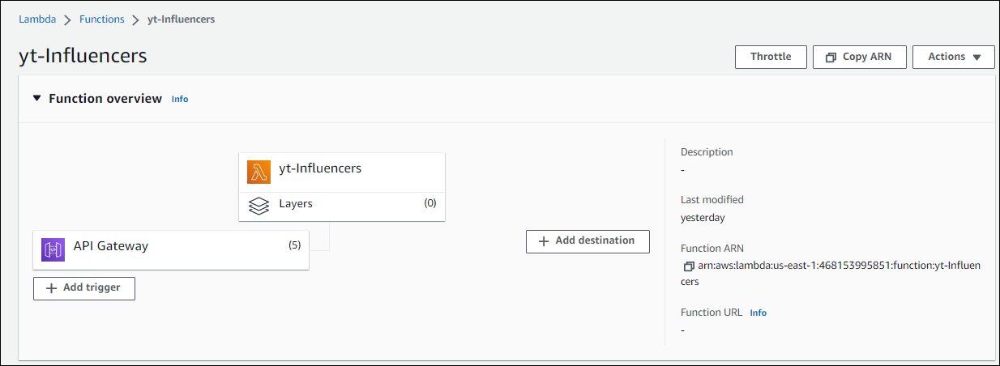 Lambda > Functions > yt-Influencers
yt-Influencers
Throttle
Copy ARN
Actions ▼
▼ Function overview Info
yt-Influencers
Layers (0)
API Gateway (5)
+ Add trigger
+ Add destination
Description
-
Last modified
yesterday
Function ARN
arn:aws:lambda:us-east-1:468153995851:function:yt-Influen
cers
Function URL Info
-